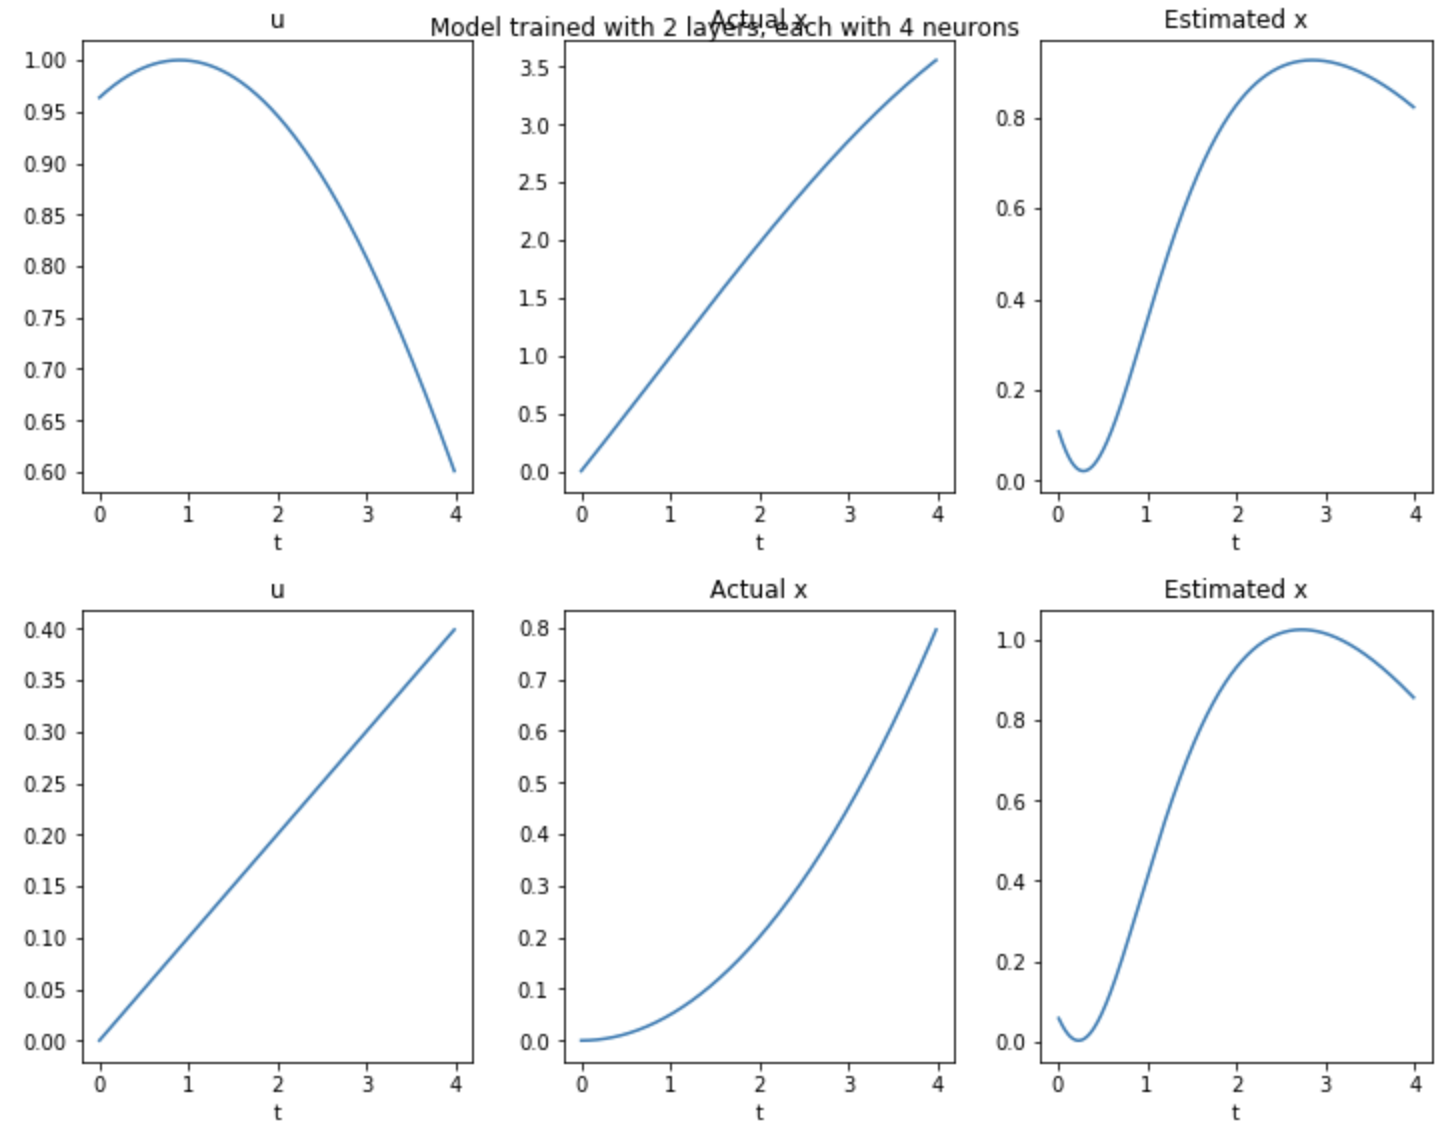 Model trained with 2 layers, each with 4 neurons
u
Actual x
Estimated x
1.00
0.95
0.90
0.85
0.80
0.75
0.70
0.65
0.60
0 1 2 3 4
t
3.5
3.0
2.5
2.0
1.5
1.0
0.5
0.0
0 1 2 3 4
t
0.8
0.6
0.4
0.2
0.0
0 1 2 3 4
t
u
Actual x
Estimated x
0.40
0.35
0.30
0.25
0.20
0.15
0.10
0.05
0.00
0 1 2 3 4
t
0.8
0.7
0.6
0.5
0.4
0.3
0.2
0.1
0.0
0 1 2 3 4
t
1.0
0.8
0.6
0.4
0.2
0.0
0 1 2 3 4
t